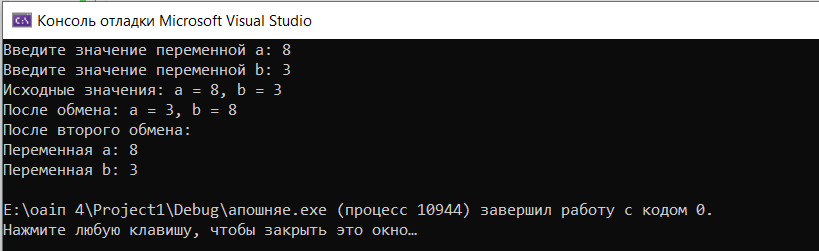 Консоль отладки Microsoft Visual Studio
Введите значение переменной a: 8
Введите значение переменной b: 3
Исходные значения: a = 8, b = 3
После обмена: a = 3, b = 8
После второго обмена:
Переменная a: 8
Переменная b: 3
E:\оаип 4\Project1\Debug\апошняе.exe (процесс 10944) завершил работу с кодом 0.
Нажмите любую клавишу, чтобы закрыть это окно…